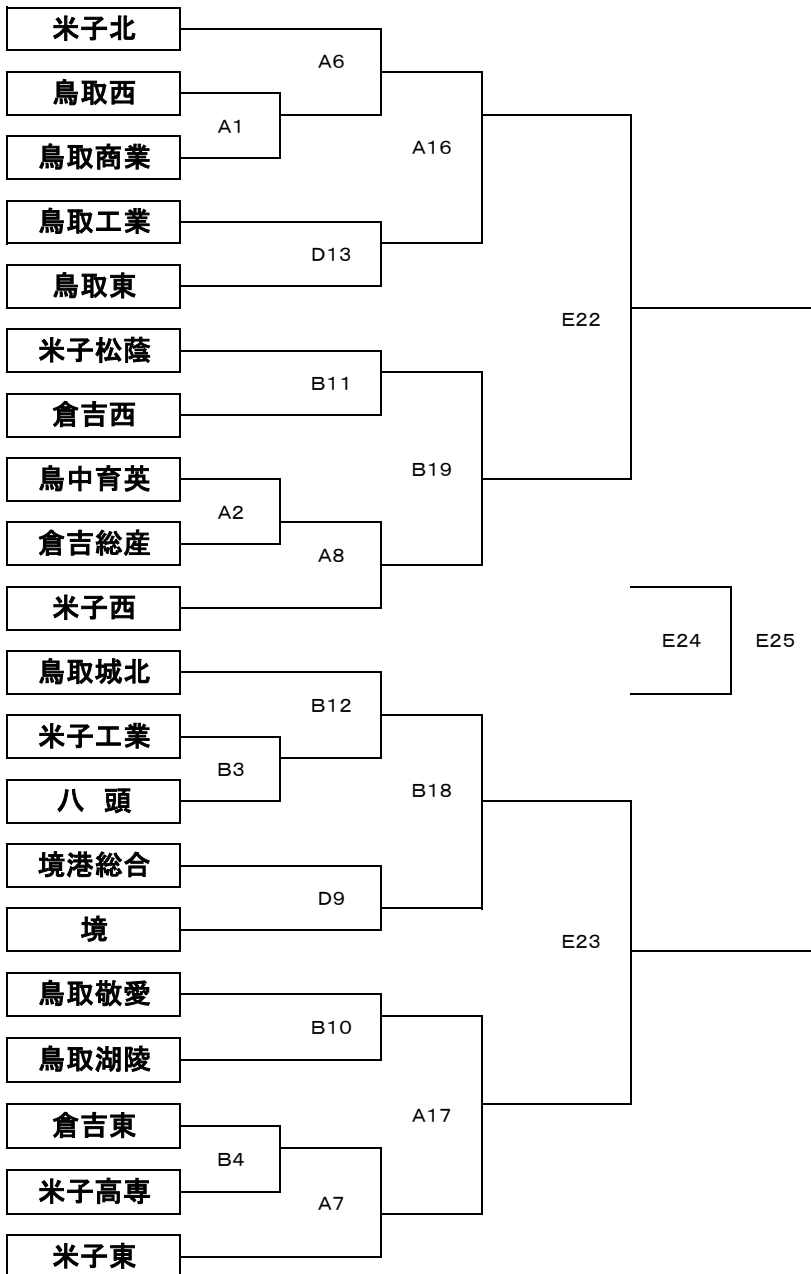 米子北
A6
鳥取西
A1
A16
鳥取商業
鳥取工業
D13
鳥取東
E22
米子松蔭
B11
倉吉西
B19
鳥中育英
A2
倉吉総産
A8
米子西
E24
E25
鳥取城北
B12
米子工業
B3
B18
八 頭
境港総合
D9
境
E23
鳥取敬愛
B10
鳥取湖陵
A17
倉吉東
B4
米子高専
A7
米子東